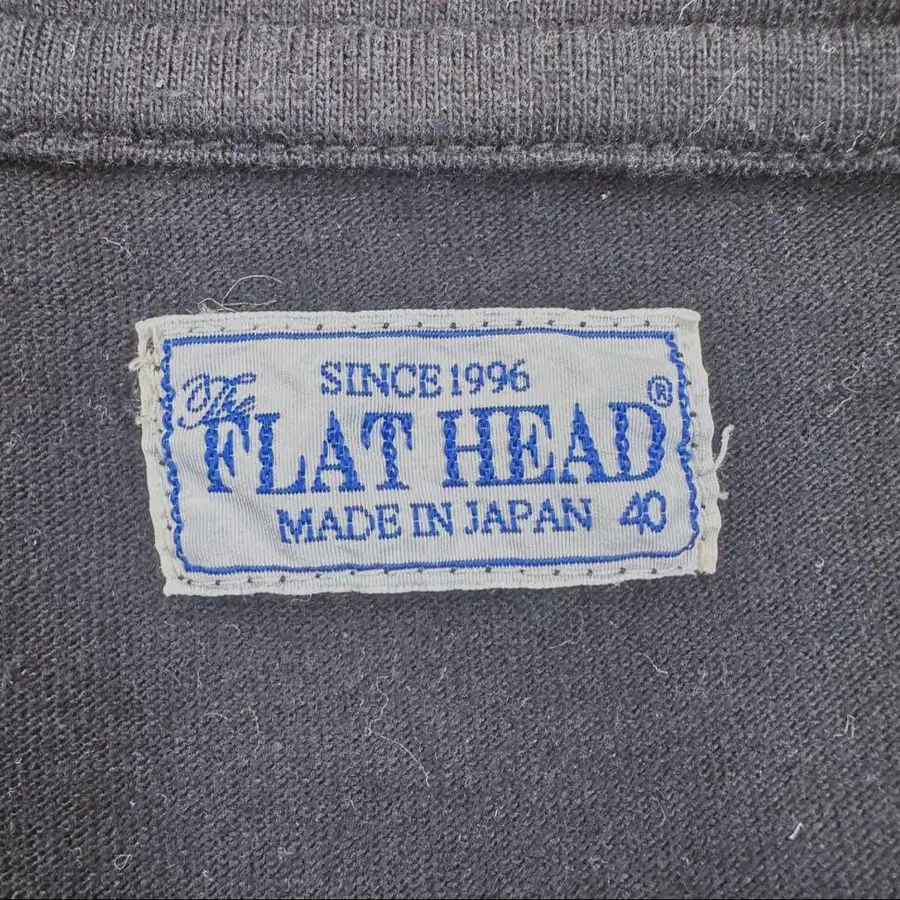 SINCE 1996
The
FLAT HEAD®
MADE IN JAPAN 40